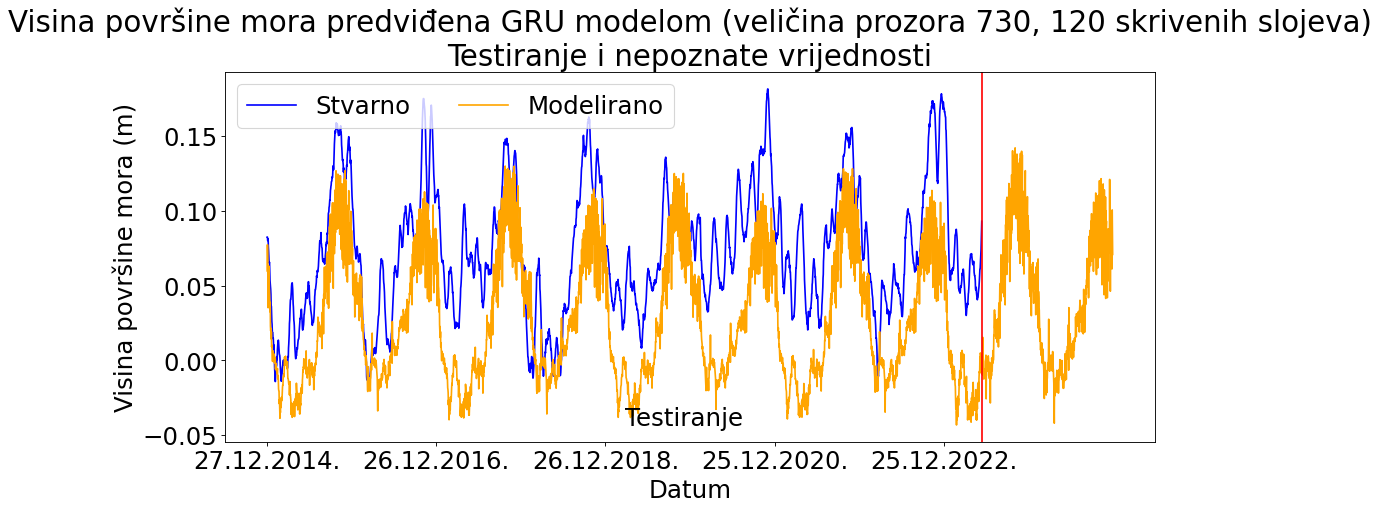 Visina površine mora predviđena GRU modelom (veličina prozora 730, 120 skrivenih slojeva)
Testiranje i nepoznate vrijednosti
Stvarno Modelirano
Visina površine mora (m)
0.15
0.10
0.05
0.00
−0.05
Testiranje
27.12.2014. 26.12.2016. 26.12.2018. 25.12.2020. 25.12.2022.
Datum